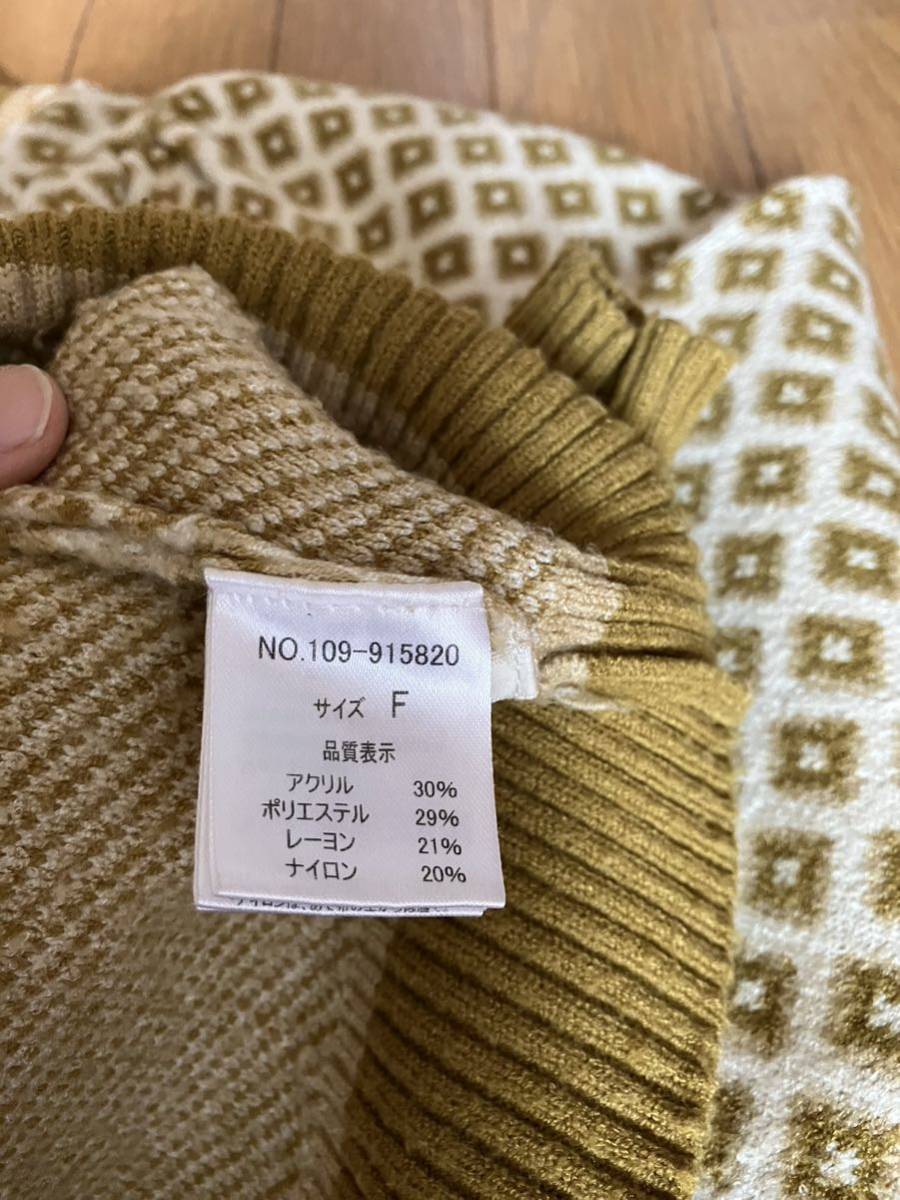 NO.109-915820
サイズ F
品質表示
アクリル 30%
ポリエステル 29%
レーヨン 21%
ナイロン 20%